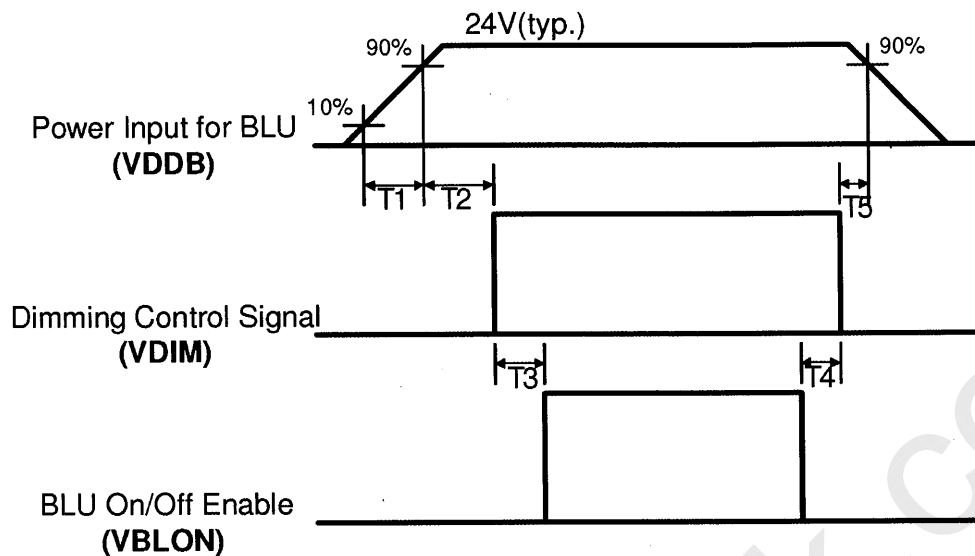 24V(typ.)
90%
90%
10%
Power Input for BLU
(VDDB)
T1
T2
T5
Dimming Control Signal
(VDIM)
T3
T4
BLU On/Off Enable
(VBLON)